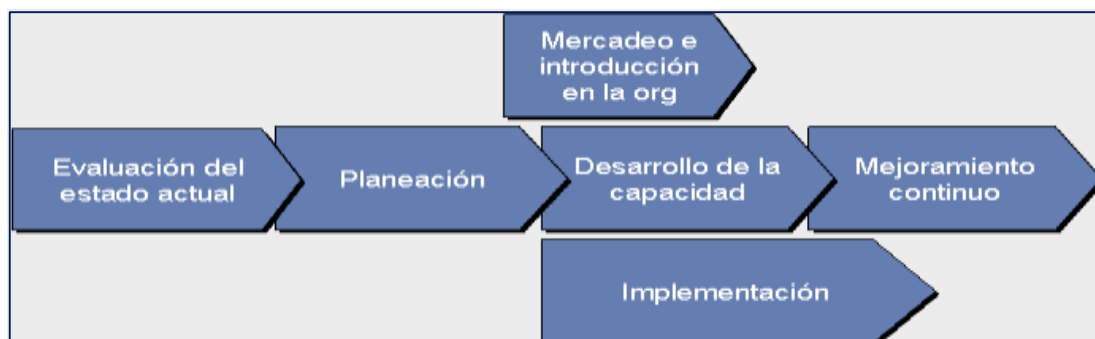 Mercadeo e
introducción
en la org
Evaluación del
estado actual
Planeación
Desarrollo de la
capacidad
Mejoramiento
continuo
Implementación